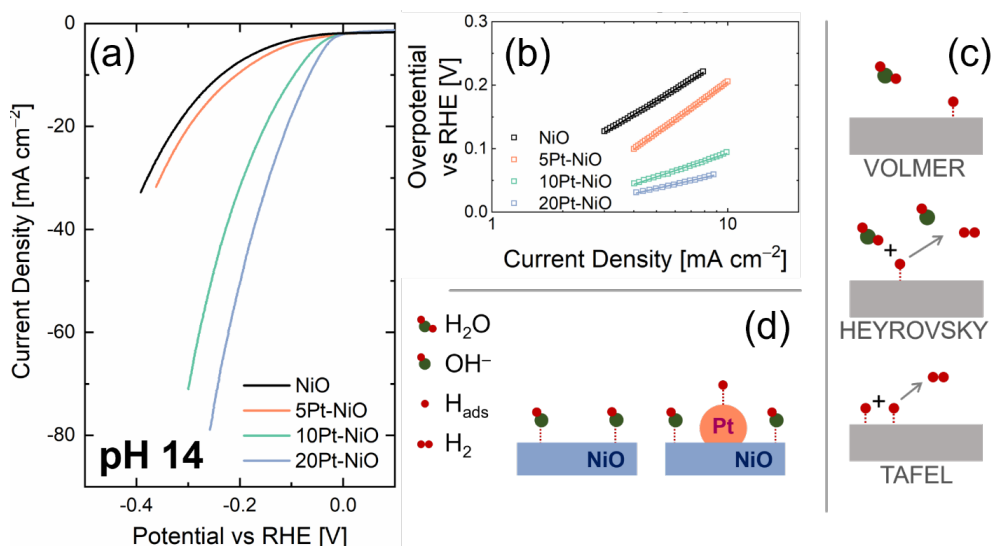 (a)
0
-20
-40
-60
-80
Current Density [mA cm⁻²]
NiO
5Pt-NiO
10Pt-NiO
20Pt-NiO
pH 14
-0.4
-0.2
0.0
Potential vs RHE [V]
(b)
0.3
0.2
0.1
0.0
Overpotential
vs RHE [V]
NiO
5Pt-NiO
10Pt-NiO
20Pt-NiO
1
10
Current Density [mA cm⁻²]
(c)
VOLMER
+
HEYROVSKY
+
TAFEL
(d)
H₂O
OH⁻
Hads
H₂
NiO
Pt
NiO